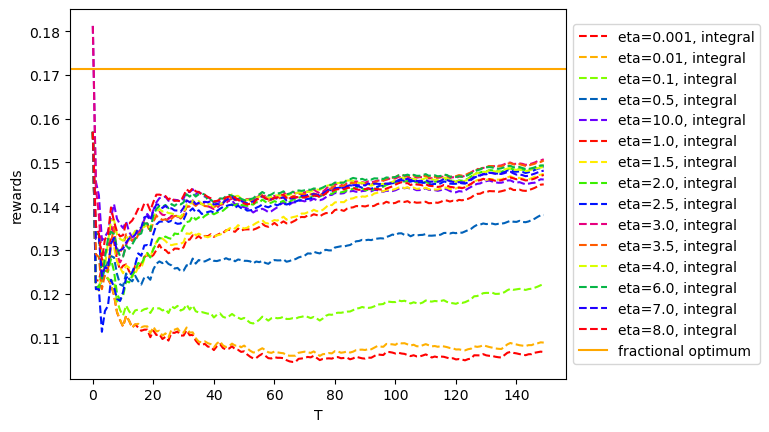 0.18
0.17
0.16
0.15
0.14
0.13
0.12
0.11
rewards
0 20 40 60 80 100 120 140
T
eta=0.001, integral
eta=0.01, integral
eta=0.1, integral
eta=0.5, integral
eta=10.0, integral
eta=1.0, integral
eta=1.5, integral
eta=2.0, integral
eta=2.5, integral
eta=3.0, integral
eta=3.5, integral
eta=4.0, integral
eta=6.0, integral
eta=7.0, integral
eta=8.0, integral
fractional optimum